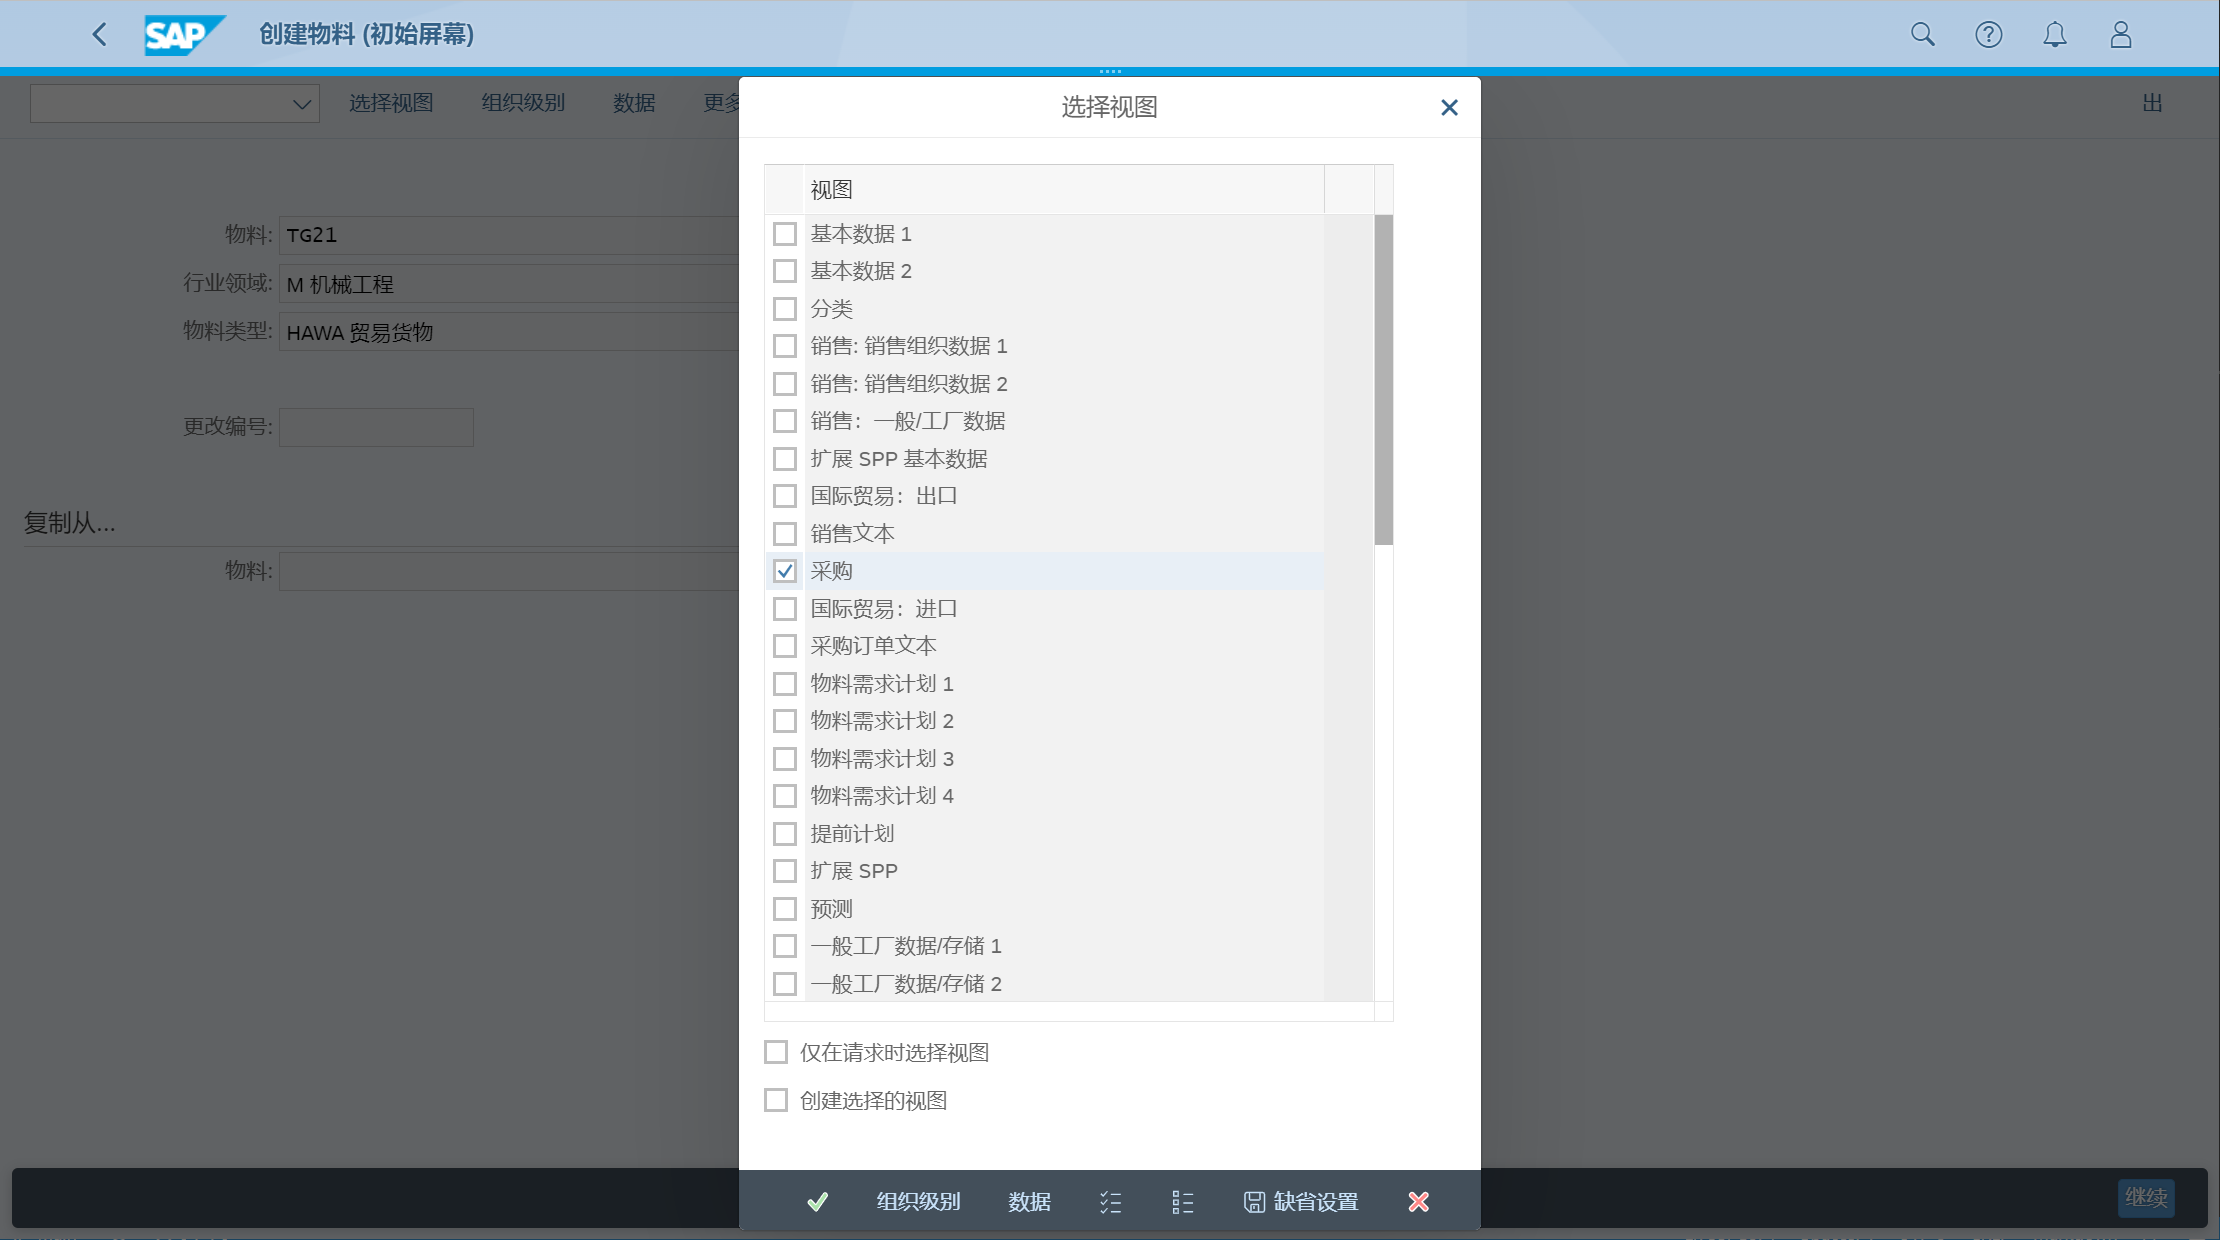 SAP 创建物料 (初始屏幕)
选择视图 组织级别 数据 更多 出
选择视图
视图
物料: TG21
行业领域: M 机械工程
物料类型: HAWA 贸易货物
更改编号:
复制从...
物料:
基本数据 1
基本数据 2
分类
销售: 销售组织数据 1
销售: 销售组织数据 2
销售：一般/工厂数据
扩展 SPP 基本数据
国际贸易：出口
销售文本
采购
国际贸易：进口
采购订单文本
物料需求计划 1
物料需求计划 2
物料需求计划 3
物料需求计划 4
提前计划
扩展 SPP
预测
一般工厂数据/存储 1
一般工厂数据/存储 2
仅在请求时选择视图
创建选择的视图
组织级别 数据 缺省设置
继续